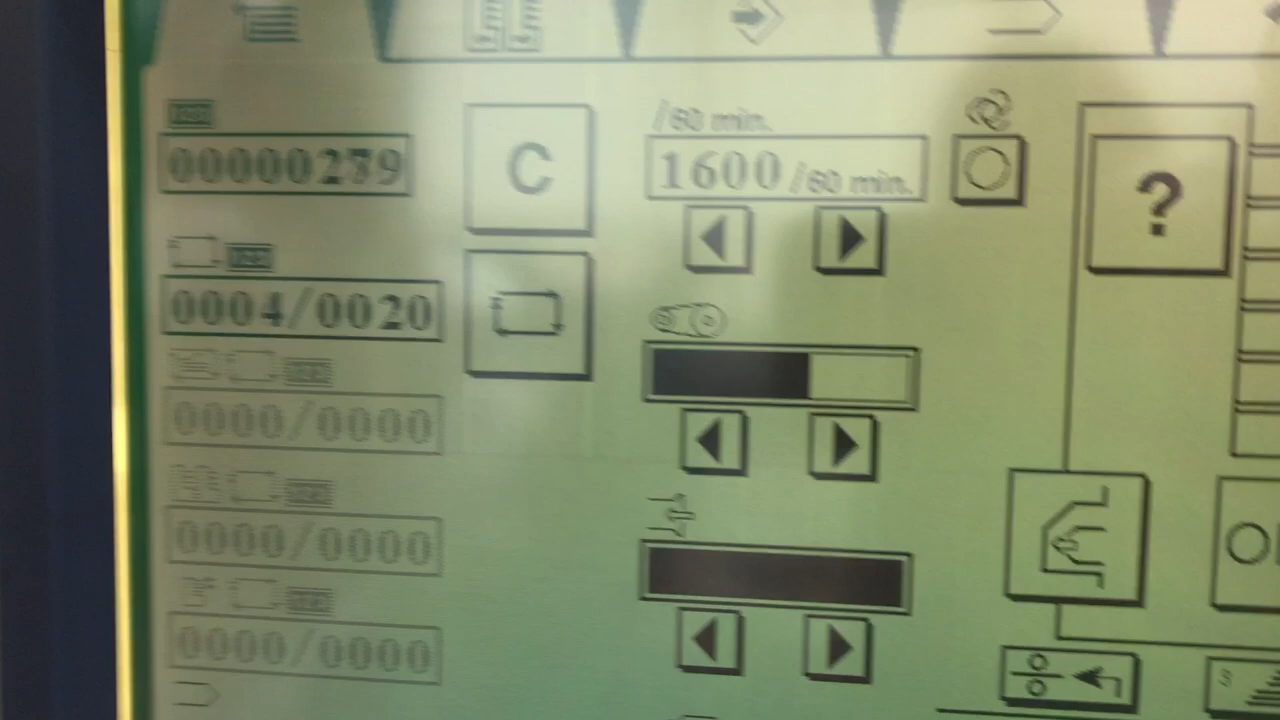 00000279
C
/60 min.
1600 /60 min.
?
0004/0020
0000/0000
0000/0000
0000/0000